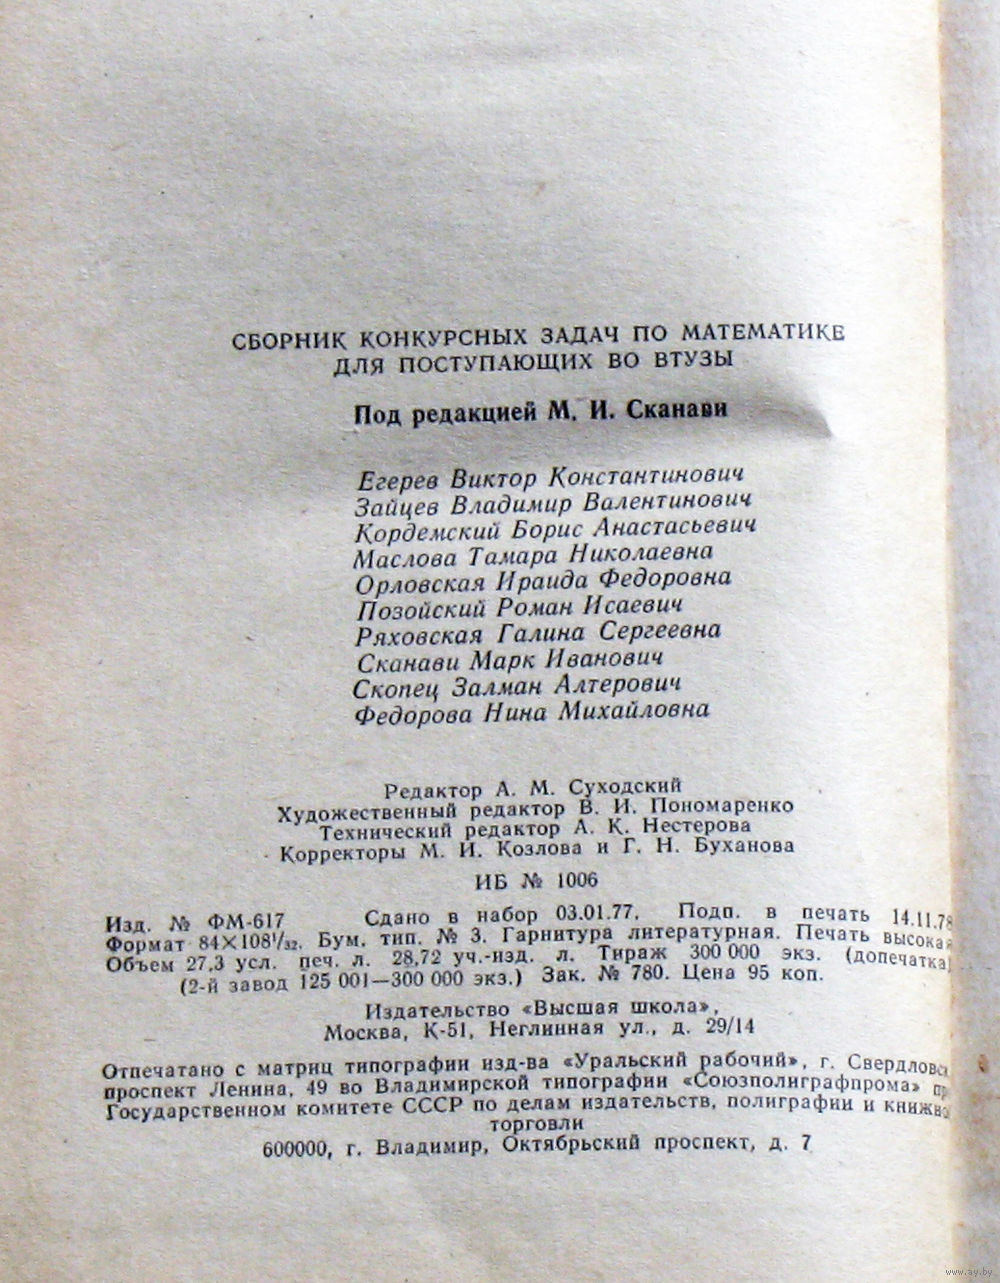 СБОРНИК КОНКУРСНЫХ ЗАДАЧ ПО МАТЕМАТИКЕ
ДЛЯ ПОСТУПАЮЩИХ ВО ВТУЗЫ
Под редакцией М. И. Сканави
Егерев Виктор Константинович
Зайцев Владимир Валентинович
Кордемский Борис Анастасьевич
Маслова Тамара Николаевна
Орловская Ираида Федоровна
Позойский Роман Исаевич
Ряховская Галина Сергеевна
Сканави Марк Иванович
Скопец Залман Алтерович
Федорова Нина Михайловна
Редактор А. М. Суходский
Художественный редактор В. И. Пономаренко
Технический редактор А. К. Нестерова
Корректоры М. И. Козлова и Г. Н. Буханова
ИБ № 1006
Изд. № ФМ-617 Сдано в набор 03.01.77. Подп. в печать 14.11.78
Формат 84×108¹/₃₂. Бум. тип. № 3. Гарнитура литературная. Печать высокая
Объем 27,3 усл. печ. л. 28,72 уч.-изд. л. Тираж 300 000 экз. (допечатка)
(2-й завод 125 001—300 000 экз.) Зак. № 780. Цена 95 коп.
Издательство «Высшая школа»,
Москва, К-51, Неглинная ул., д. 29/14
Отпечатано с матриц типографии изд-ва «Уральский рабочий», г. Свердловск
проспект Ленина, 49 во Владимирской типографии «Союзполиграфпрома» пр
Государственном комитете СССР по делам издательств, полиграфии и книжно
торговли
600000, г. Владимир, Октябрьский проспект, д. 7
www.ay.by